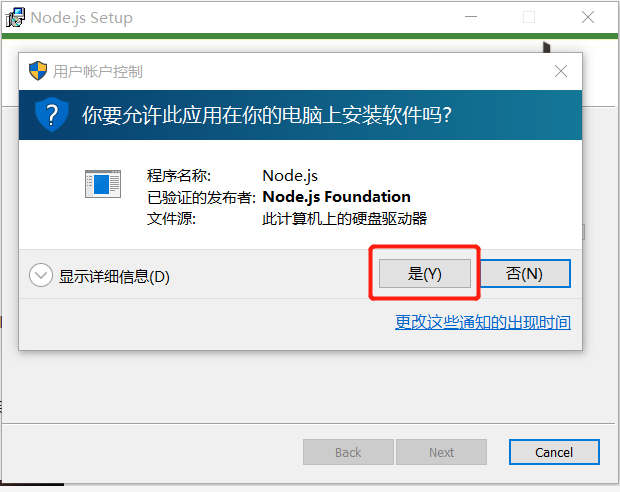 Node.js Setup
用户帐户控制
你要允许此应用在你的电脑上安装软件吗?
程序名称: Node.js
已验证的发布者: Node.js Foundation
文件源: 此计算机上的硬盘驱动器
显示详细信息(D) 是(Y) 否(N)
更改这些通知的出现时间
Back Next Cancel